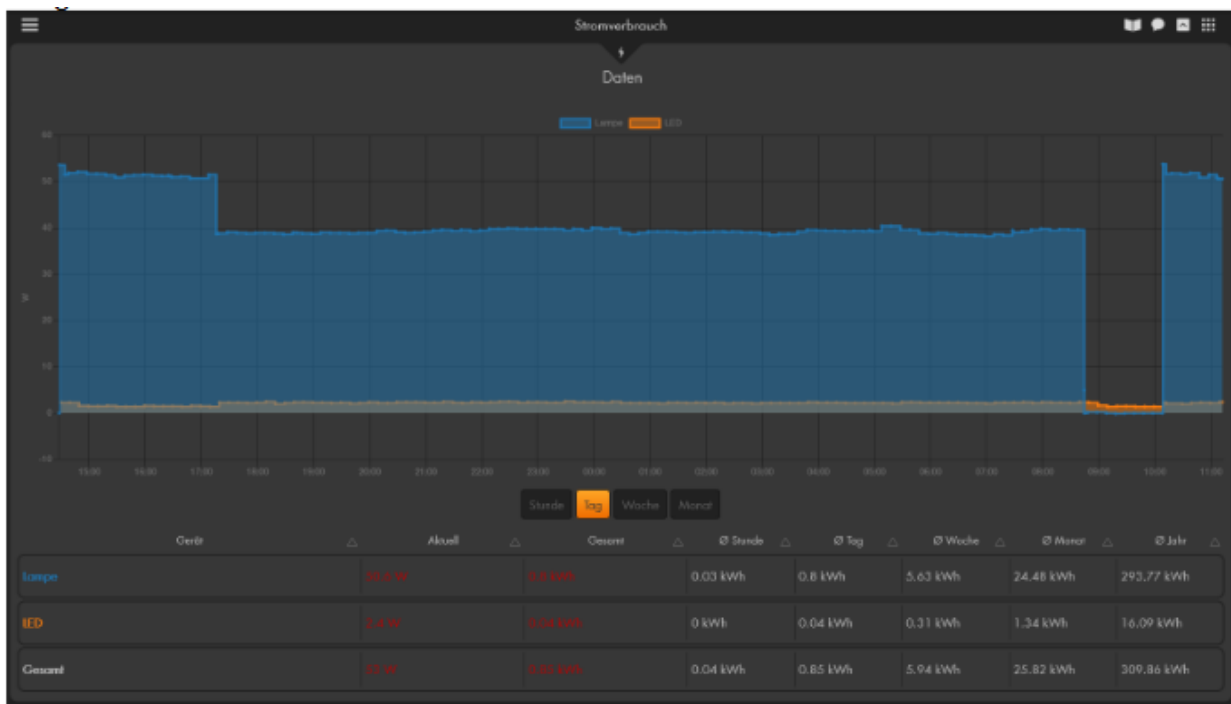 Stromverbrauch
Daten
Lampe LED
60
50
40
30
20
10
0
-10
W
15:00 16:00 17:00 18:00 19:00 20:00 21:00 22:00 23:00 00:00 01:00 02:00 03:00 04:00 05:00 06:00 07:00 08:00 09:00 10:00 11:00
Stunde Tag Woche Monat
Gerät Aktuell Gesamt Ø Stunde Ø Tag Ø Woche Ø Monat Ø Jahr
Lampe 0.03 kWh 0.8 kWh 5.63 kWh 24.48 kWh 293.77 kWh
LED 0 kWh 0.04 kWh 0.31 kWh 1.34 kWh 16.09 kWh
Gesamt 0.04 kWh 0.85 kWh 5.94 kWh 25.82 kWh 309.86 kWh